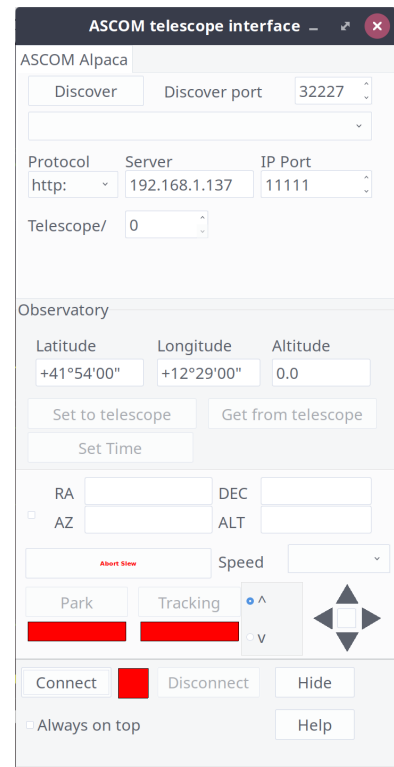 ASCOM telescope interface
ASCOM Alpaca
Discover Discover port 32227
Protocol Server IP Port
http: 192.168.1.137 11111
Telescope/ 0
Observatory
Latitude Longitude Altitude
+41°54'00" +12°29'00" 0.0
Set to telescope Get from telescope
Set Time
RA DEC
AZ ALT
Abort Slew Speed
Park Tracking ^
v
Connect Disconnect Hide
Always on top Help